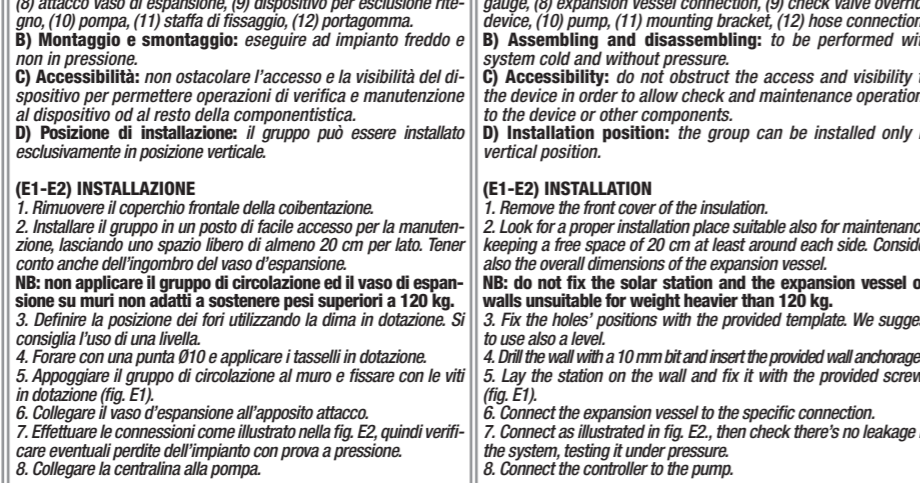 (8) attacco vaso di espansione, (9) dispositivo per esclusione rite-
gno, (10) pompa, (11) staffa di fissaggio, (12) portagomma.
B) Montaggio e smontaggio: eseguire ad impianto freddo e
non in pressione.
C) Accessibilità: non ostacolare l'accesso e la visibilità del di-
spositivo per permettere operazioni di verifica e manutenzione
al dispositivo od al resto della componentistica.
D) Posizione di installazione: il gruppo può essere installato
esclusivamente in posizione verticale.
(E1-E2) INSTALLAZIONE
1. Rimuovere il coperchio frontale della coibentazione.
2. Installare il gruppo in un posto di facile accesso per la manuten-
zione, lasciando uno spazio libero di almeno 20 cm per lato. Tener
conto anche dell'ingombro del vaso d'espansione.
NB: non applicare il gruppo di circolazione ed il vaso di espan-
sione su muri non adatti a sostenere pesi superiori a 120 kg.
3. Definire la posizione dei fori utilizzando la dima in dotazione. Si
consiglia l'uso di una livella.
4. Forare con una punta Ø10 e applicare i tasselli in dotazione.
5. Appoggiare il gruppo di circolazione al muro e fissare con le viti
in dotazione (fig. E1).
6. Collegare il vaso d'espansione all'apposito attacco.
7. Effettuare le connessioni come illustrato nella fig. E2, quindi verifi-
care eventuali perdite dell'impianto con prova a pressione.
8. Collegare la centralina alla pompa.
gauge, (8) expansion vessel connection, (9) check valve overrid
device, (10) pump, (11) mounting bracket, (12) hose connection
B) Assembling and disassembling: to be performed wit
system cold and without pressure.
C) Accessibility: do not obstruct the access and visibility
the device in order to allow check and maintenance operation
to the device or other components.
D) Installation position: the group can be installed only
vertical position.
(E1-E2) INSTALLATION
1. Remove the front cover of the insulation.
2. Look for a proper installation place suitable also for maintenanc
keeping a free space of 20 cm at least around each side. Conside
also the overall dimensions of the expansion vessel.
NB: do not fix the solar station and the expansion vessel o
walls unsuitable for weight heavier than 120 kg.
3. Fix the holes' positions with the provided template. We sugges
to use also a level.
4. Drill the wall with a 10 mm bit and insert the provided wall anchorage
5. Lay the station on the wall and fix it with the provided screw
(fig. E1).
6. Connect the expansion vessel to the specific connection.
7. Connect as illustrated in fig. E2., then check there's no leakage
the system, testing it under pressure.
8. Connect the controller to the pump.